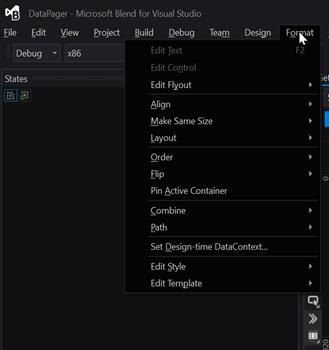 DataPager - Microsoft Blend for Visual Studio
File Edit View Project Build Debug Team Design Format
Debug x86
States
Edit Text F2
Edit Control
Edit Flyout
Align
Make Same Size
Layout
Order
Flip
Pin Active Container
Combine
Path
Set Design-time DataContext...
Edit Style
Edit Template